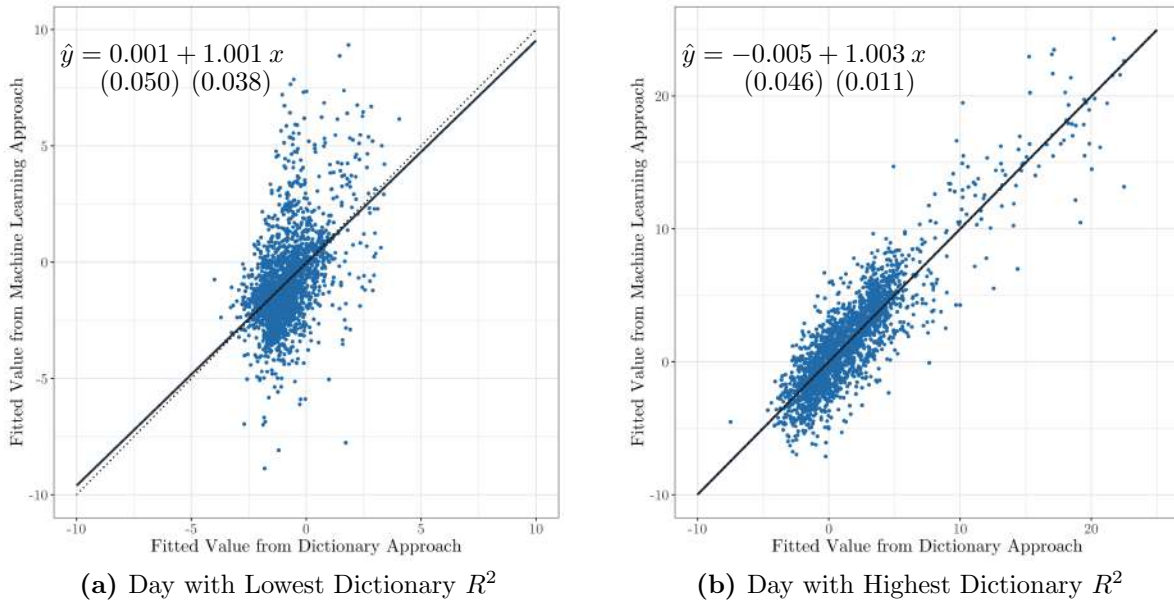 10
5
0
-5
-10
ŷ = 0.001 + 1.001 x
(0.050) (0.038)
Fitted Value from Machine Learning Approach
-10 -5 0 5 10
Fitted Value from Dictionary Approach
(a) Day with Lowest Dictionary R²
20
10
0
-10
ŷ = −0.005 + 1.003 x
(0.046) (0.011)
Fitted Value from Machine Learning Approach
-10 0 10 20
Fitted Value from Dictionary Approach
(b) Day with Highest Dictionary R²